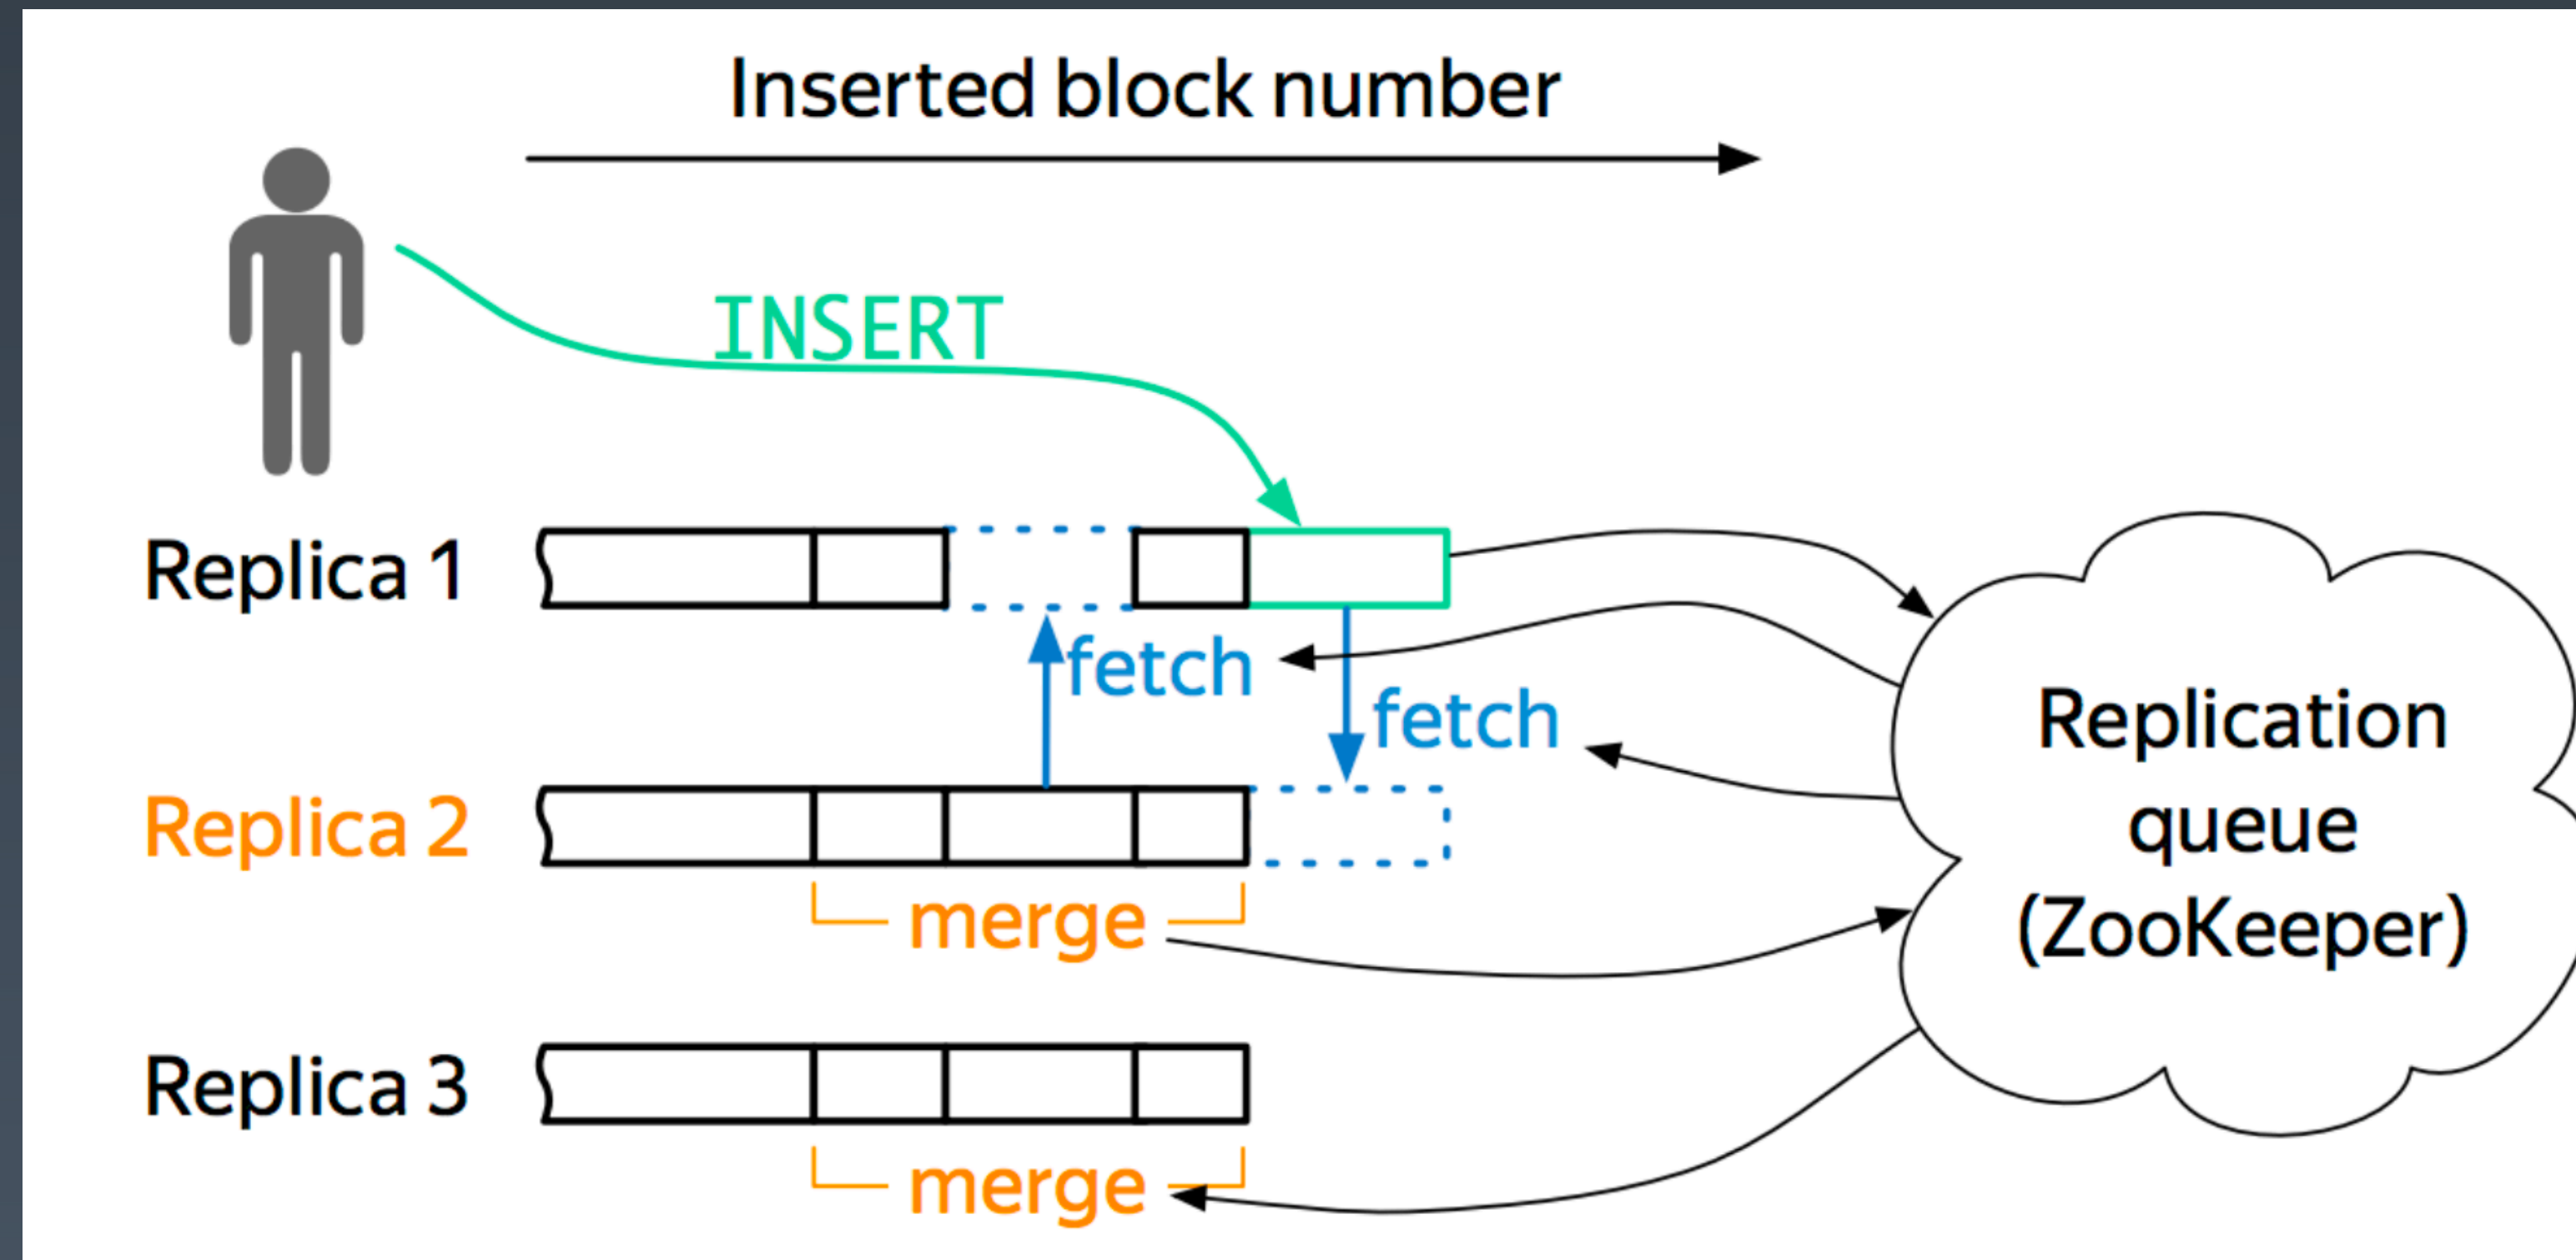 Inserted block number
INSERT
Replica 1
fetch
fetch
Replica 2
merge
Replica 3
merge
Replication
queue
(ZooKeeper)